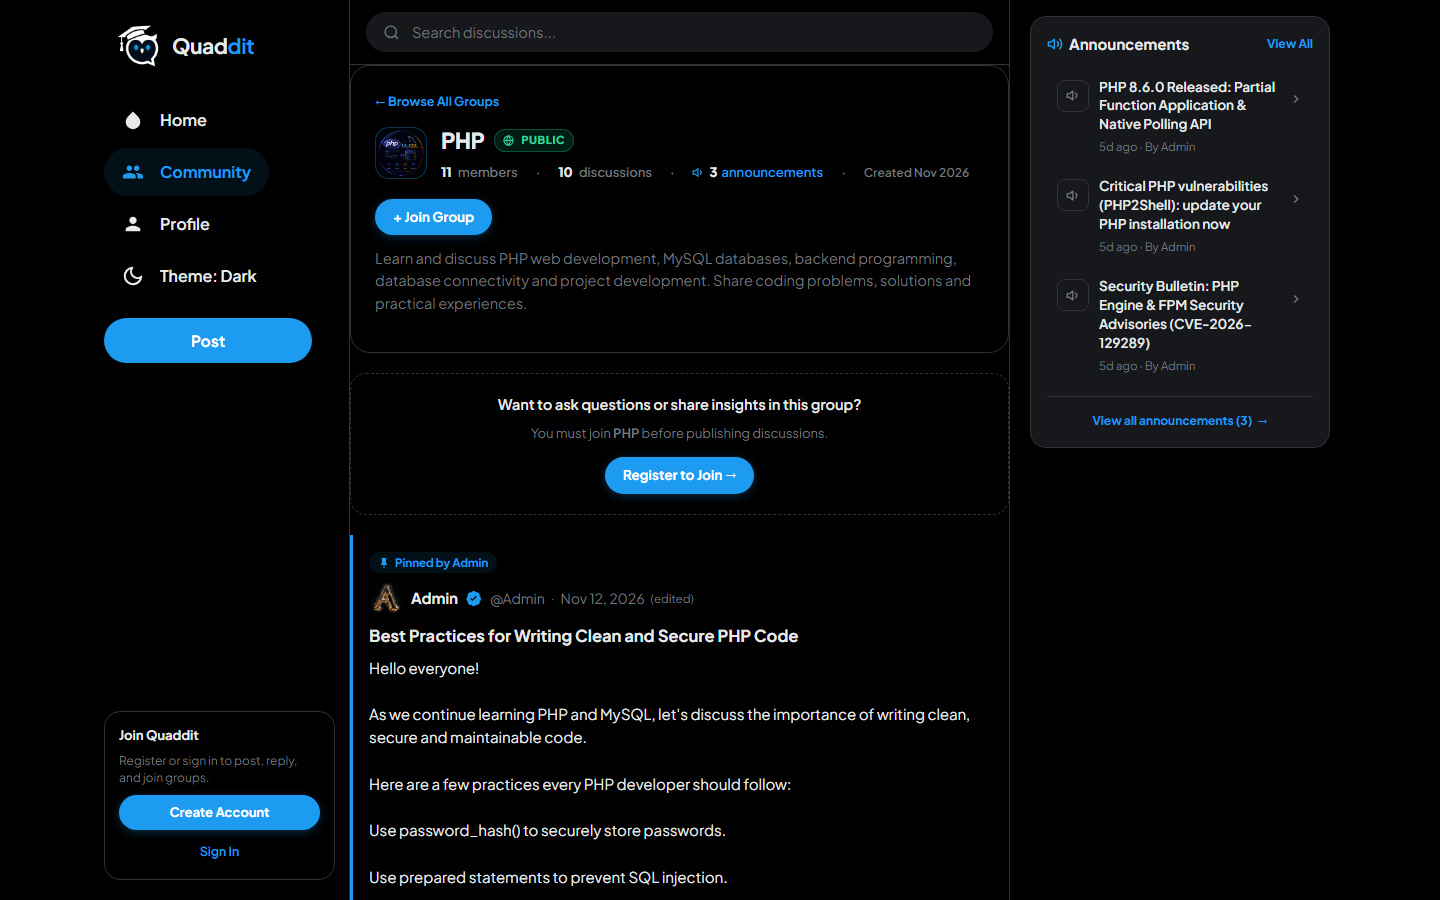 Quaddit
Home
Community
Profile
Theme: Dark
Post
Join Quaddit
Register or sign in to post, reply,
and join groups.
Create Account
Sign In
Search discussions...
← Browse All Groups
php
PHP PUBLIC
11 members · 10 discussions · 3 announcements · Created Nov 2026
+ Join Group
Learn and discuss PHP web development, MySQL databases, backend programming,
database connectivity and project development. Share coding problems, solutions and
practical experiences.
Want to ask questions or share insights in this group?
You must join PHP before publishing discussions.
Register to Join →
Pinned by Admin
Admin @Admin · Nov 12, 2026 (edited)
Best Practices for Writing Clean and Secure PHP Code
Hello everyone!
As we continue learning PHP and MySQL, let's discuss the importance of writing clean,
secure and maintainable code.
Here are a few practices every PHP developer should follow:
Use password_hash() to securely store passwords.
Use prepared statements to prevent SQL injection.
Announcements View All
PHP 8.6.0 Released: Partial
Function Application &
Native Polling API
5d ago · By Admin
Critical PHP vulnerabilities
(PHP2Shell): update your
PHP installation now
5d ago · By Admin
Security Bulletin: PHP
Engine & FPM Security
Advisories (CVE-2026-
129289)
5d ago · By Admin
View all announcements (3) →